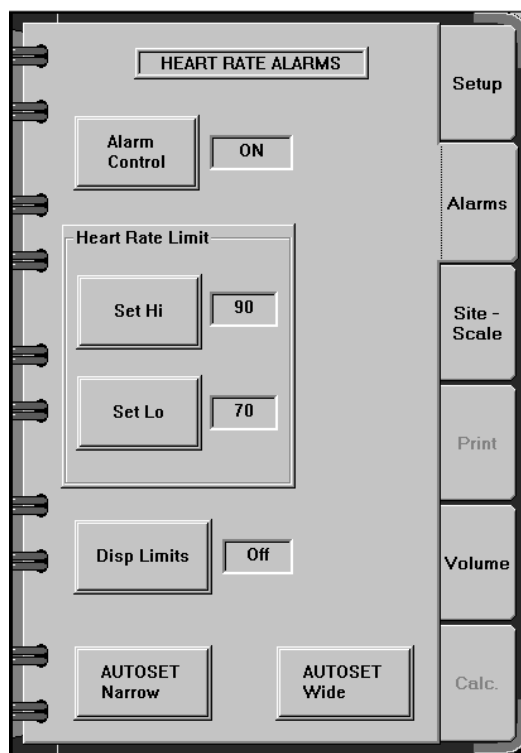 HEART RATE ALARMS
Setup
Alarm
Control
ON
Alarms
Heart Rate Limit
Set Hi
90
Site -
Scale
Set Lo
70
Print
Disp Limits
Off
Volume
AUTOSET
Narrow
AUTOSET
Wide
Calc.